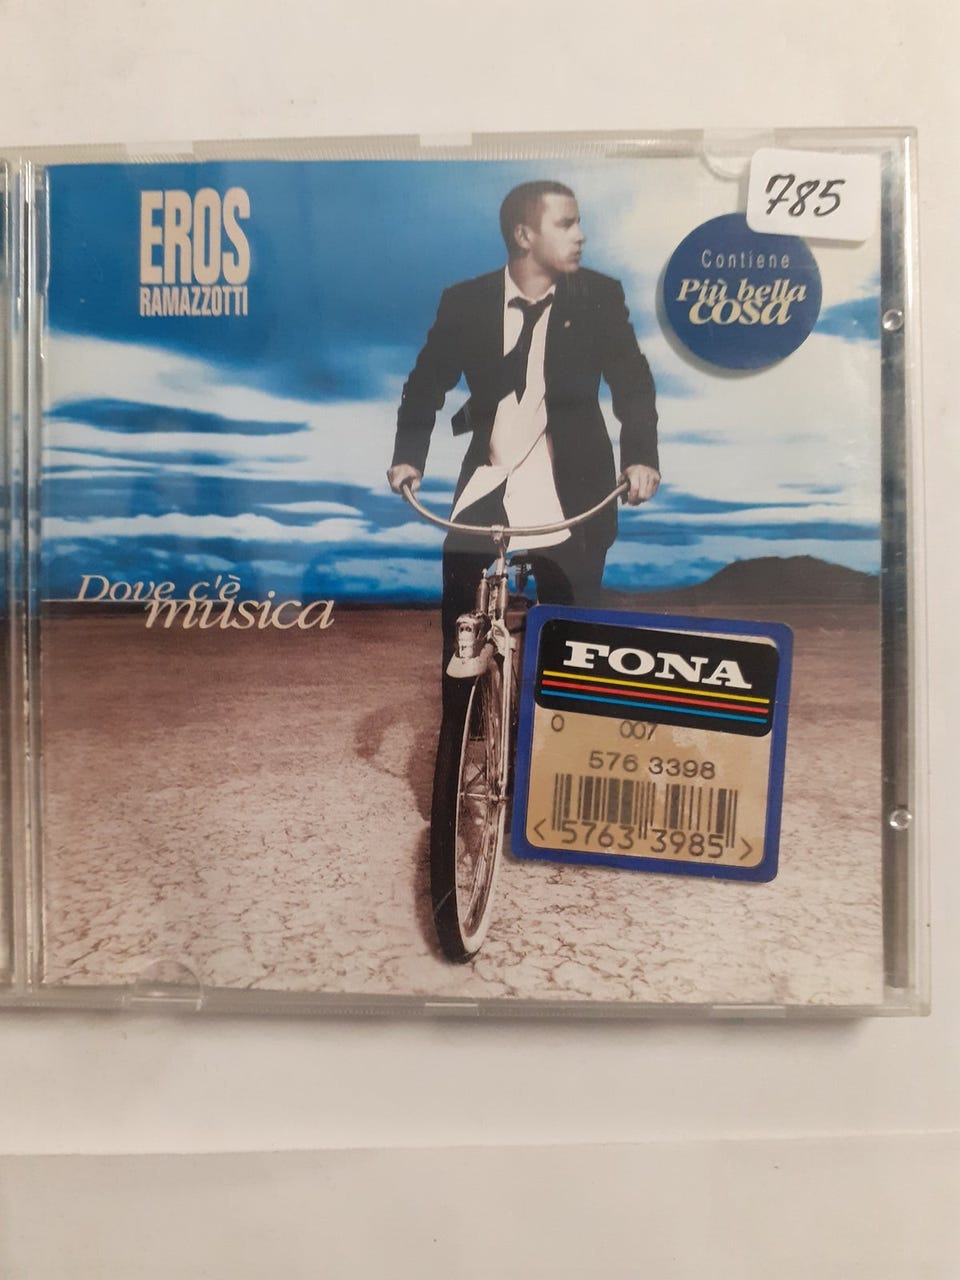 EROS
RAMAZZOTTI
785
Contiene
Più bella
cosa
Dove c'è
musica
FONA
0 007
576 3398
<5763 3985>